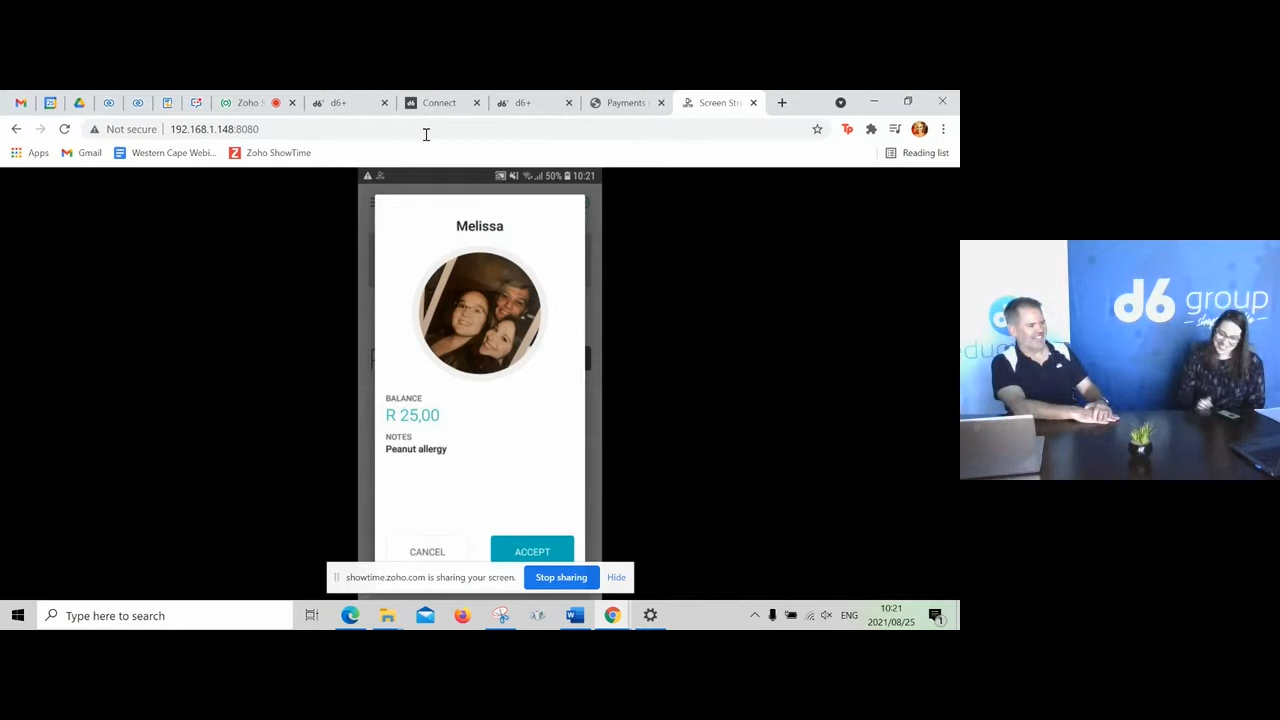 Zoho S
d6+
Connect
d6+
Payments
Screen Stre
Not secure
192.168.1.148:8080
Apps
Gmail
Western Cape Webi...
Zoho ShowTime
Reading list
50% 10:21
Melissa
BALANCE
R 25,00
NOTES
Peanut allergy
CANCEL
ACCEPT
showtime.zoho.com is sharing your screen.
Stop sharing
Hide
Type here to search
ENG
10:21
2021/08/25
d6 group